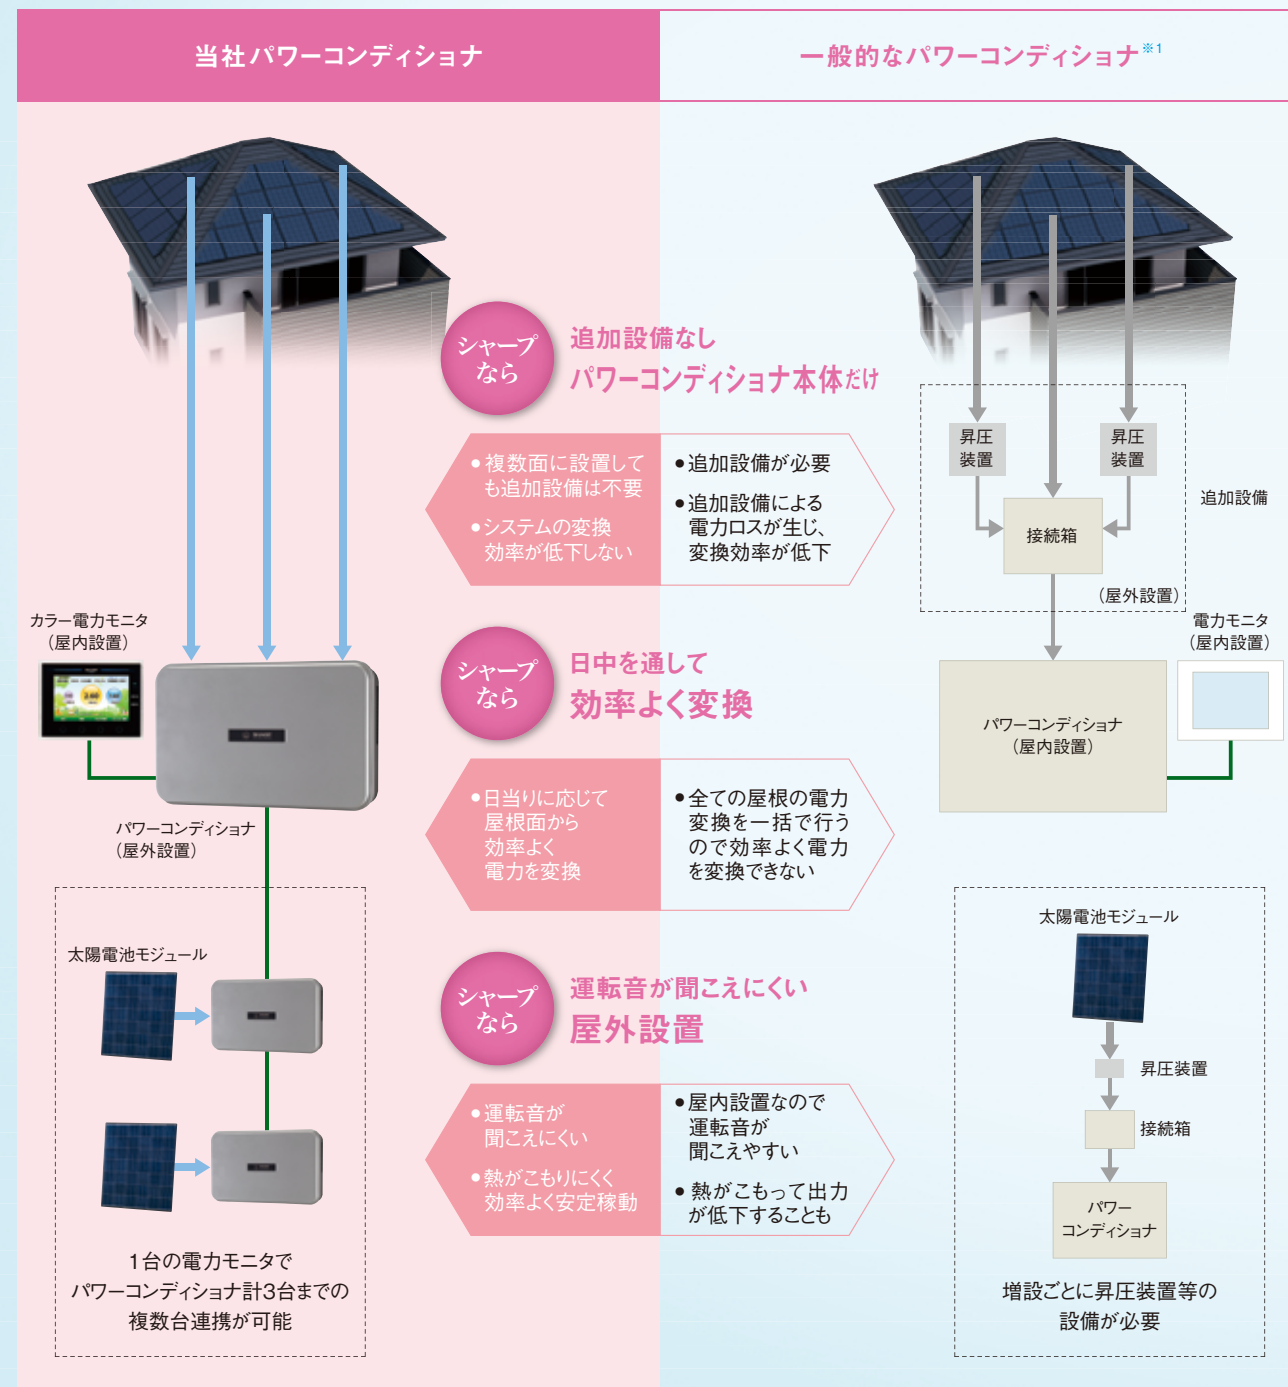 当社パワーコンディショナ
一般的なパワーコンディショナ※1
シャープ
なら
追加設備なし
パワーコンディショナ本体だけ
●複数面に設置して
も追加設備は不要
●システムの変換
効率が低下しない
●追加設備が必要
●追加設備による
電力ロスが生じ、
変換効率が低下
昇圧
装置
昇圧
装置
接続箱
追加設備
（屋外設置）
カラー電力モニタ
（屋内設置）
パワーコンディショナ
（屋外設置）
シャープ
なら
日中を通して
効率よく変換
●日当りに応じて
屋根面から
効率よく
電力を変換
●全ての屋根の電力
変換を一括で行う
ので効率よく電力
を変換できない
電力モニタ
（屋内設置）
パワーコンディショナ
（屋内設置）
太陽電池モジュール
1台の電力モニタで
パワーコンディショナ計3台までの
複数台連携が可能
シャープ
なら
運転音が聞こえにくい
屋外設置
●運転音が
聞こえにくい
●熱がこもりにくく
効率よく安定稼動
●屋内設置なので
運転音が
聞こえやすい
●熱がこもって出力
が低下することも
太陽電池モジュール
昇圧装置
接続箱
パワー
コンディショナ
増設ごとに昇圧装置等の
設備が必要